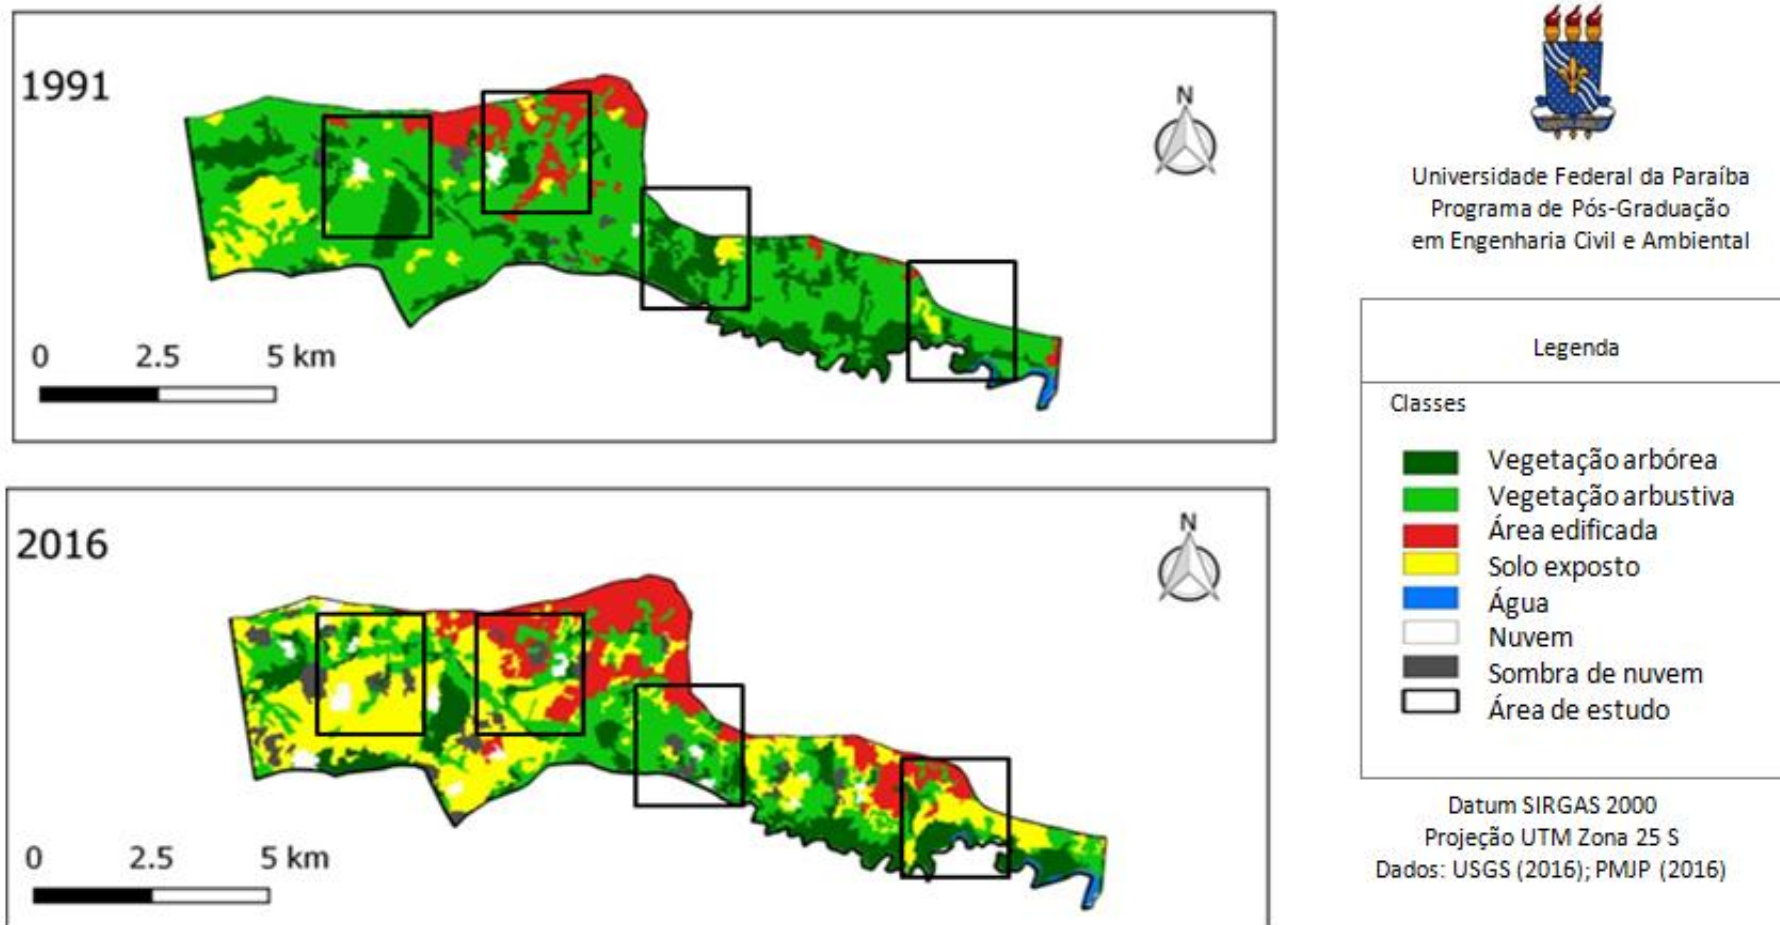 1991
N
0 2.5 5 km
2016
N
0 2.5 5 km
Universidade Federal da Paraíba
Programa de Pós-Graduação
em Engenharia Civil e Ambiental
Legenda
Classes
Vegetação arbórea
Vegetação arbustiva
Área edificada
Solo exposto
Água
Nuvem
Sombra de nuvem
Área de estudo
Datum SIRGAS 2000
Projeção UTM Zona 25 S
Dados: USGS (2016); PMJP (2016)